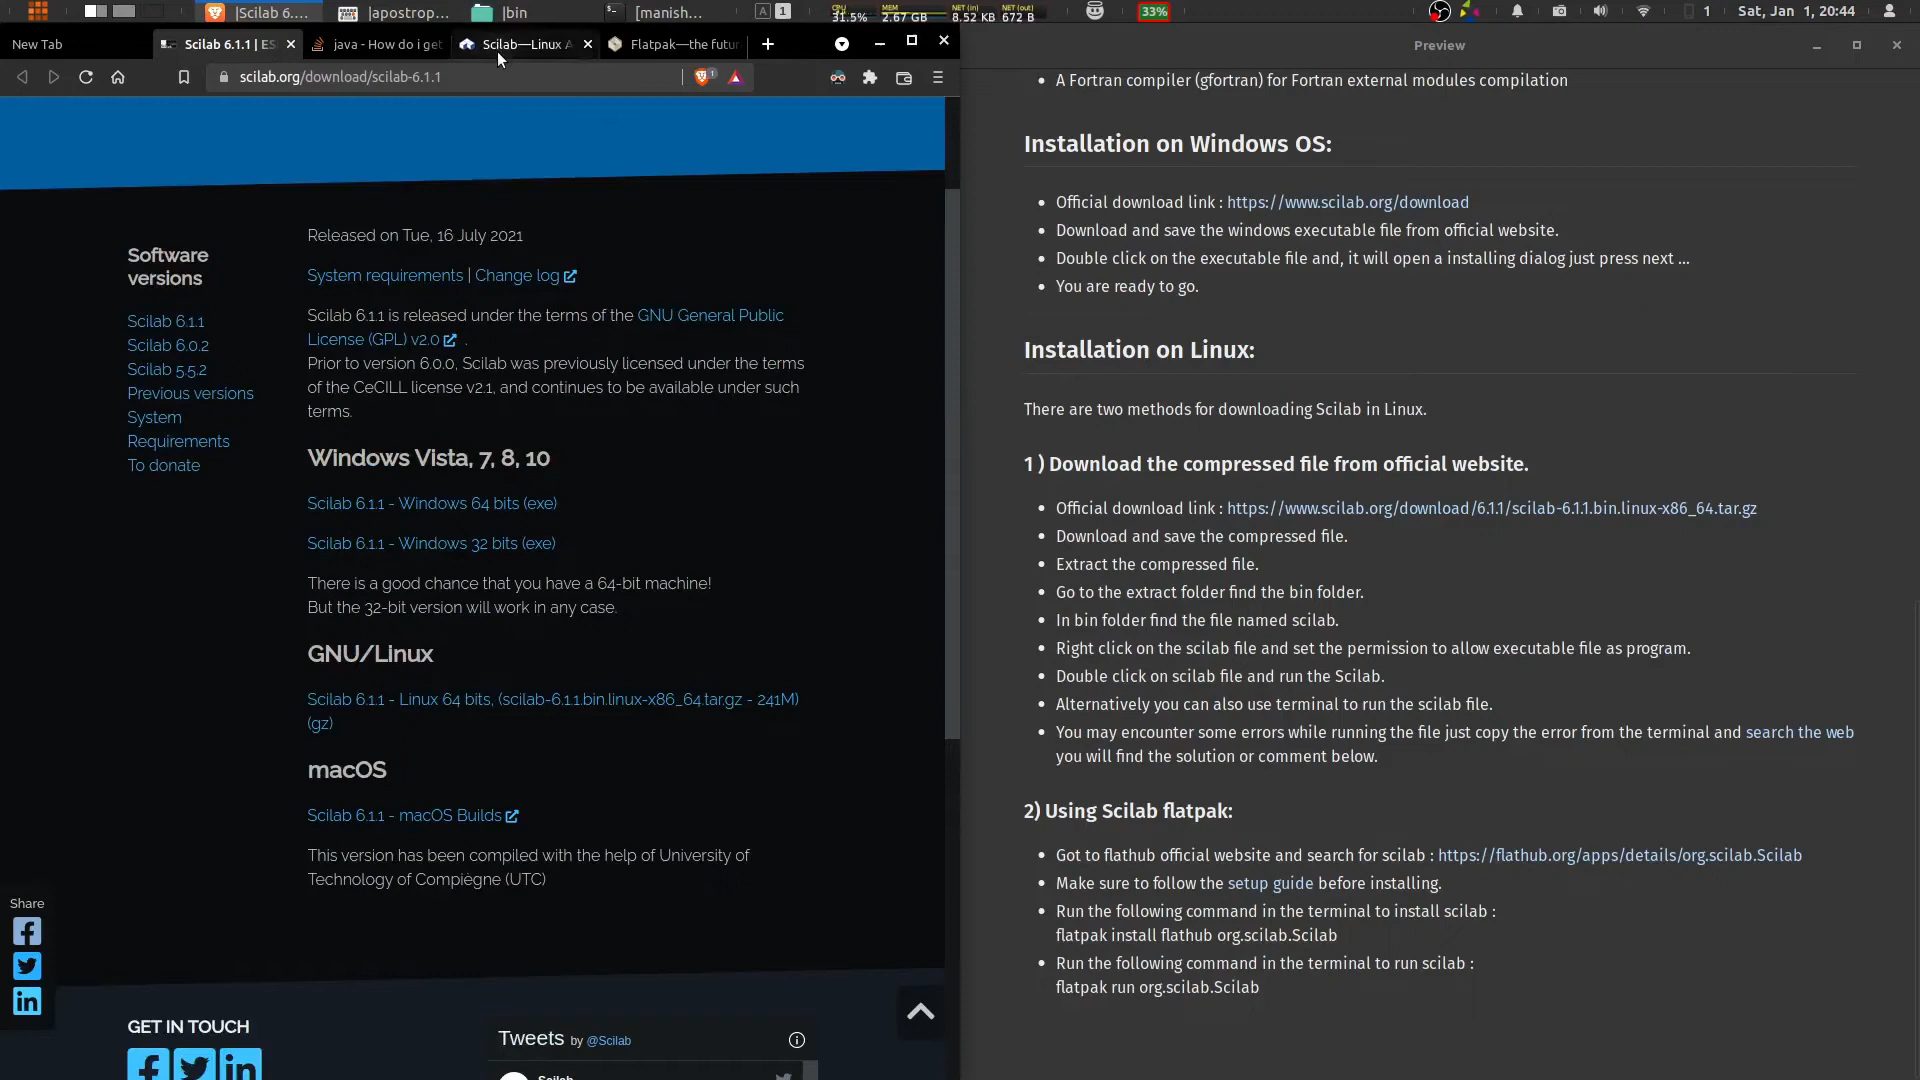 |Scilab 6....
|apostrop...
|bin
[manish...
A 1
CPU 31.5%
MEM 2.67 GB
NET (in) 8.52 KB
NET (out) 672 B
33%
1
Sat, Jan 1, 20:44
New Tab
Scilab 6.1.1 | ES
java - How do i get
Scilab—Linux A
Flatpak—the futur
scilab.org/download/scilab-6.1.1
1
Software
versions
Scilab 6.1.1
Scilab 6.0.2
Scilab 5.5.2
Previous versions
System
Requirements
To donate
Released on Tue, 16 July 2021
System requirements | Change log
Scilab 6.1.1 is released under the terms of the GNU General Public
License (GPL) v2.0 .
Prior to version 6.0.0, Scilab was previously licensed under the terms
of the CeCILL license v2.1, and continues to be available under such
terms.
Windows Vista, 7, 8, 10
Scilab 6.1.1 - Windows 64 bits (exe)
Scilab 6.1.1 - Windows 32 bits (exe)
There is a good chance that you have a 64-bit machine!
But the 32-bit version will work in any case.
GNU/Linux
Scilab 6.1.1 - Linux 64 bits, (scilab-6.1.1.bin.linux-x86_64.tar.gz - 241M)
(gz)
macOS
Scilab 6.1.1 - macOS Builds
This version has been compiled with the help of University of
Technology of Compiègne (UTC)
Share
GET IN TOUCH
Tweets by @Scilab
Scilab
Preview
• A Fortran compiler (gfortran) for Fortran external modules compilation
Installation on Windows OS:
• Official download link : https://www.scilab.org/download
• Download and save the windows executable file from official website.
• Double click on the executable file and, it will open a installing dialog just press next ...
• You are ready to go.
Installation on Linux:
There are two methods for downloading Scilab in Linux.
1 ) Download the compressed file from official website.
• Official download link : https://www.scilab.org/download/6.1.1/scilab-6.1.1.bin.linux-x86_64.tar.gz
• Download and save the compressed file.
• Extract the compressed file.
• Go to the extract folder find the bin folder.
• In bin folder find the file named scilab.
• Right click on the scilab file and set the permission to allow executable file as program.
• Double click on scilab file and run the Scilab.
• Alternatively you can also use terminal to run the scilab file.
• You may encounter some errors while running the file just copy the error from the terminal and search the web
you will find the solution or comment below.
2) Using Scilab flatpak:
• Got to flathub official website and search for scilab : https://flathub.org/apps/details/org.scilab.Scilab
• Make sure to follow the setup guide before installing.
• Run the following command in the terminal to install scilab :
flatpak install flathub org.scilab.Scilab
• Run the following command in the terminal to run scilab :
flatpak run org.scilab.Scilab